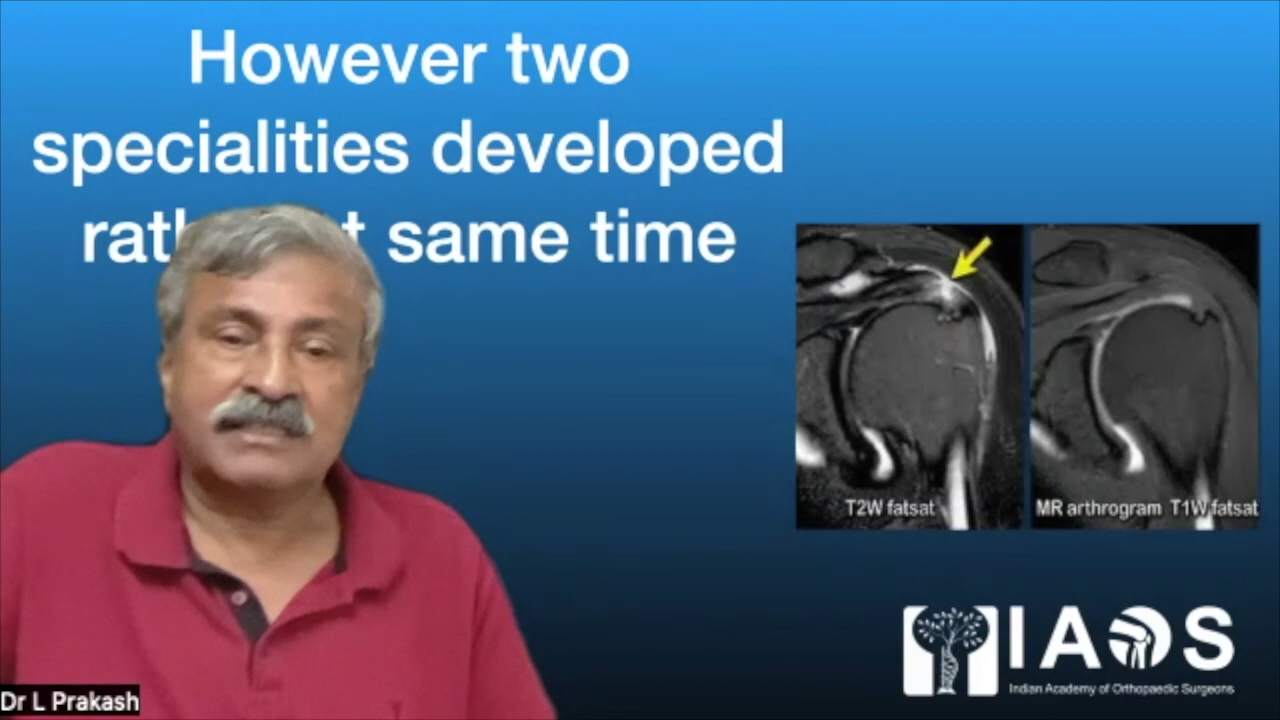 However two
specialities developed
same time
T2W fatsat
MR arthrogram T1W fatsat
IAOS
Indian Academy of Orthopaedic Surgeons
Dr L Prakash